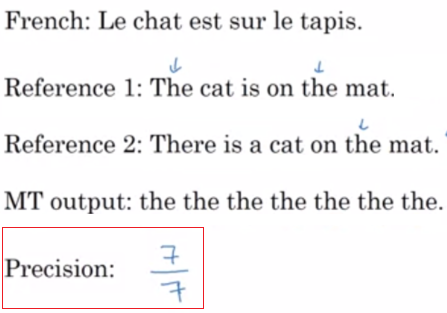 French: Le chat est sur le tapis.
Reference 1: The cat is on the mat.
Reference 2: There is a cat on the mat.
MT output: the the the the the the the.
Precision: 7/7